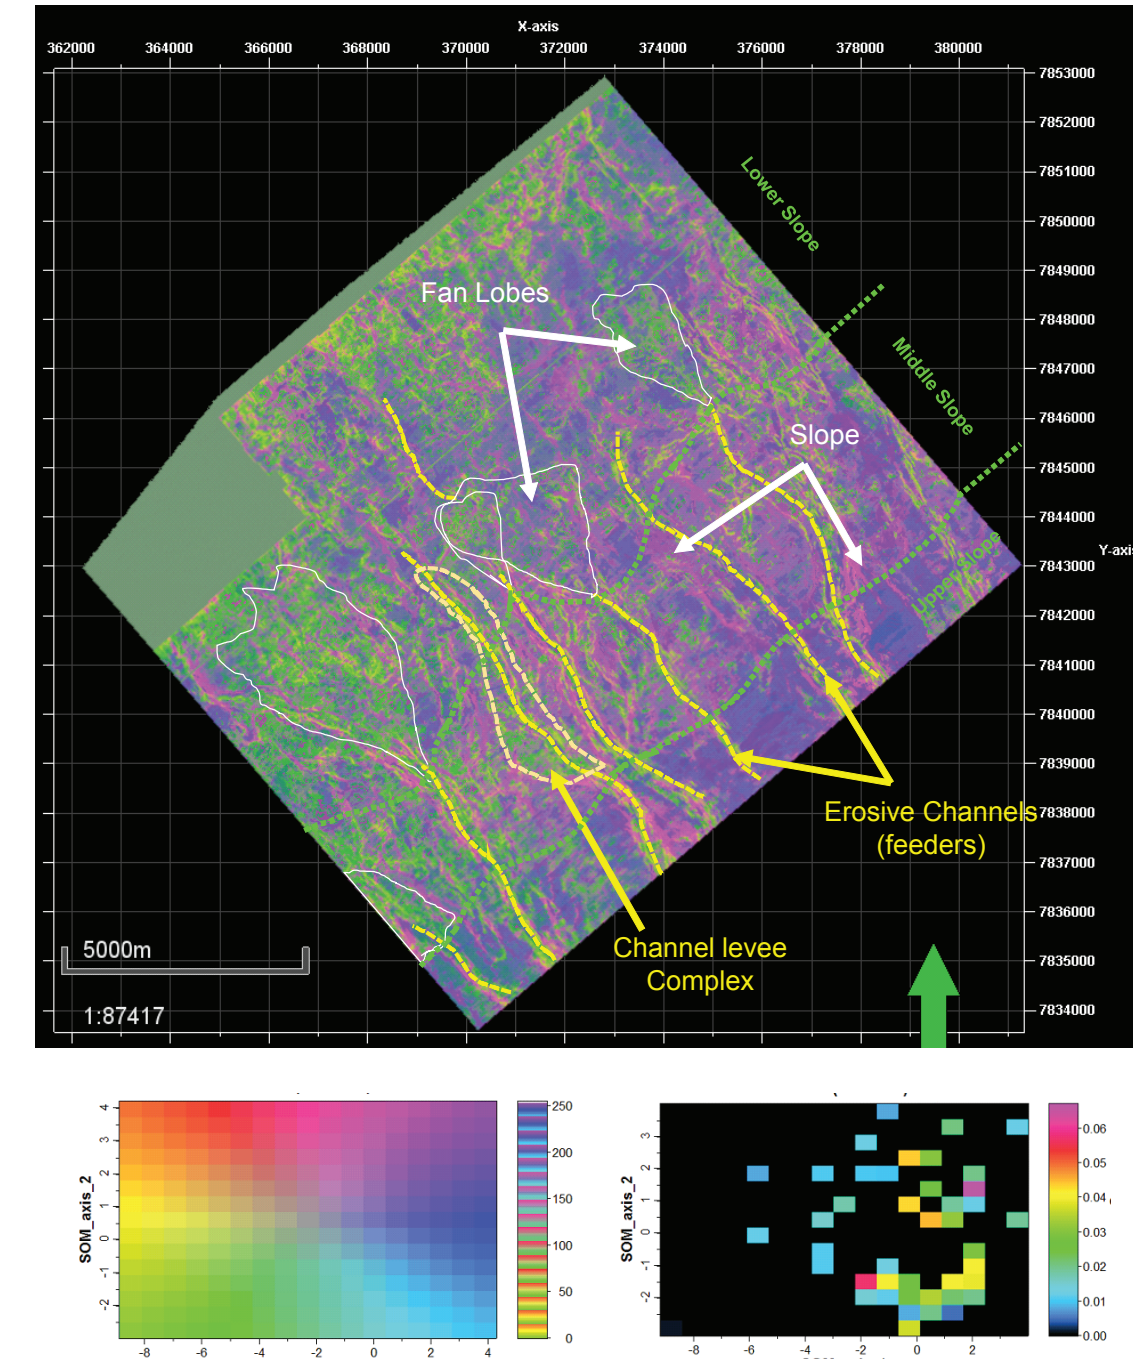 X-axis
362000 364000 366000 368000 370000 372000 374000 376000 378000 380000
7853000
7852000
7851000
7850000
7849000
7848000
7847000
7846000
7845000
7844000
7843000
7842000
7841000
7840000
7839000
7838000
7837000
7836000
7835000
7834000
Lower Slope
Fan Lobes
Middle Slope
Slope
Y-axis
Upper Slope
Erosive Channels
(feeders)
Channel levee
Complex
5000m
1:87417
SOM_axis_2
4
3
2
1
0
-1
-2
-8 -6 -4 -2 0 2 4
250
200
150
100
50
0
SOM_axis_2
3
2
1
0
-1
-2
-8 -6 -4 -2 0 2
0.06
0.05
0.04
0.03
0.02
0.01
0.00